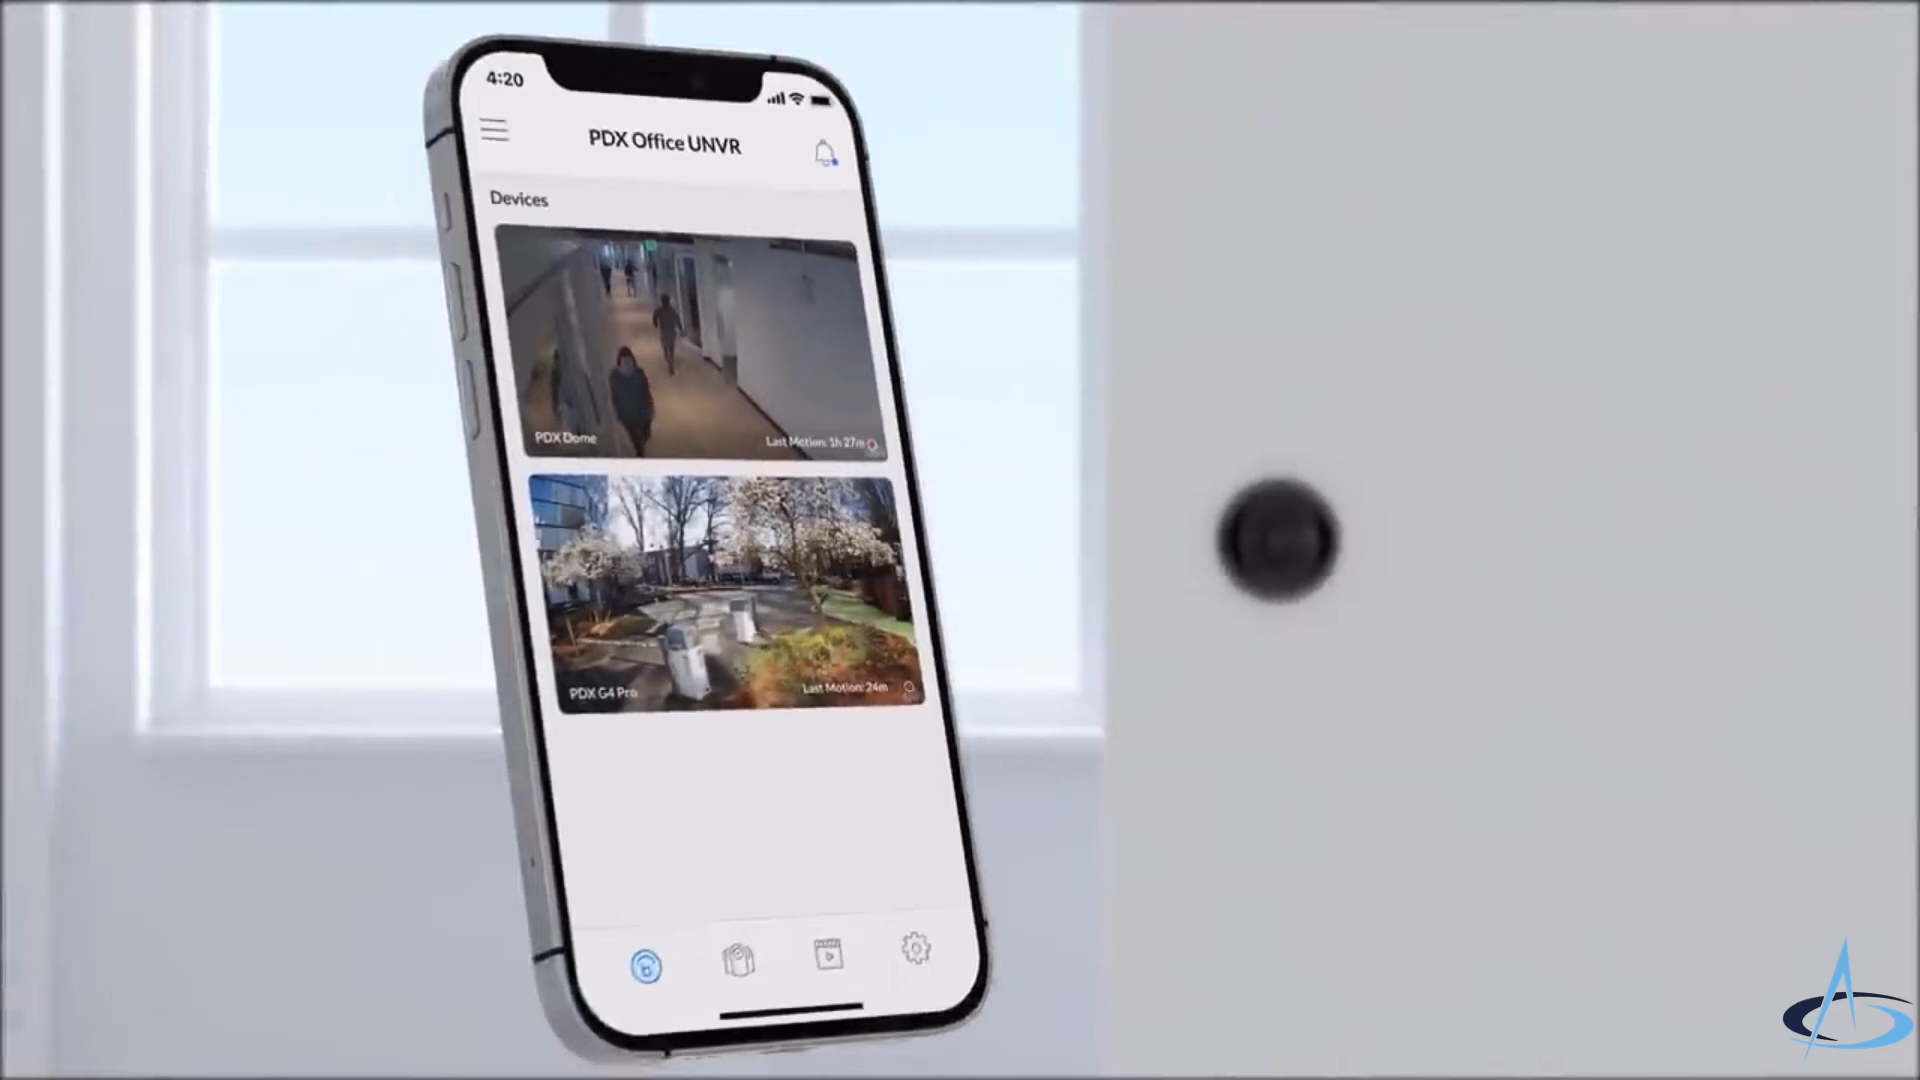 4:20
PDX Office UNVR
Devices
PDX Dome
Last Motion: 1h 27m
PDX G4 Pro
Last Motion: 24m